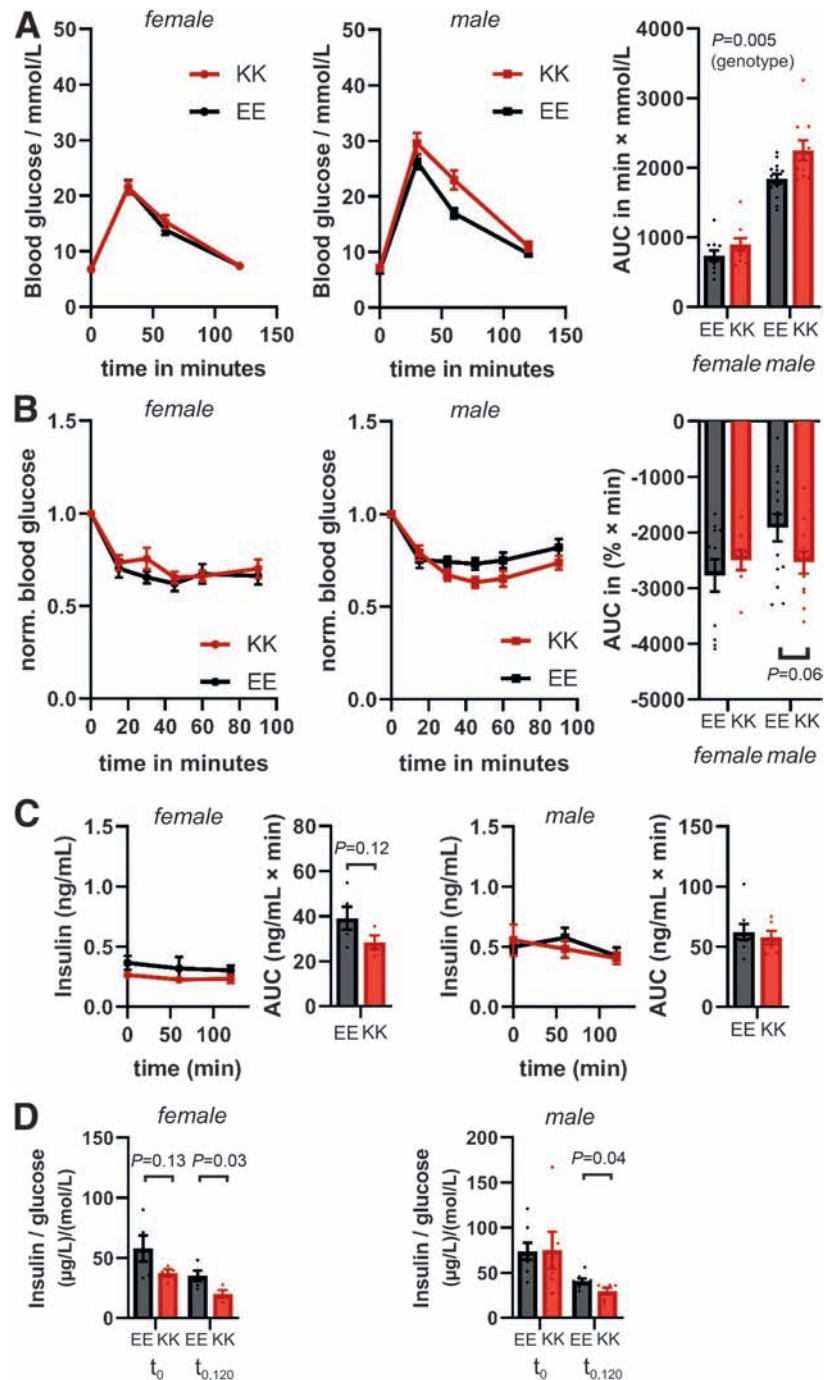 A
female
Blood glucose / mmol/L
50
40
30
20
10
0
KK
EE
0 50 100 150
time in minutes
male
Blood glucose / mmol/L
50
40
30
20
10
0
KK
EE
0 50 100 150
time in minutes
AUC in min × mmol/L
4000
3000
2000
1000
0
P=0.005
(genotype)
EE KK EE KK
female male
B
female
norm. blood glucose
1.5
1.0
0.5
0.0
KK
EE
0 20 40 60 80 100
time in minutes
male
norm. blood glucose
1.5
1.0
0.5
0.0
KK
EE
0 20 40 60 80 100
time in minutes
AUC in (% × min)
0
-1000
-2000
-3000
-4000
-5000
P=0.06
EE KK EE KK
female male
C
female
Insulin (ng/mL)
1.5
1.0
0.5
0.0
0 50 100
time (min)
AUC (ng/mL × min)
80
60
40
20
0
P=0.12
EE KK
male
Insulin (ng/mL)
1.5
1.0
0.5
0.0
0 50 100
time (min)
AUC (ng/mL × min)
150
100
50
0
EE KK
D
female
Insulin / glucose
(µg/L)/(mol/L)
150
100
50
0
P=0.13 P=0.03
EE KK EE KK
t0 t0,120
male
Insulin / glucose
(µg/L)/(mol/L)
200
150
100
50
0
P=0.04
EE KK EE KK
t0 t0,120